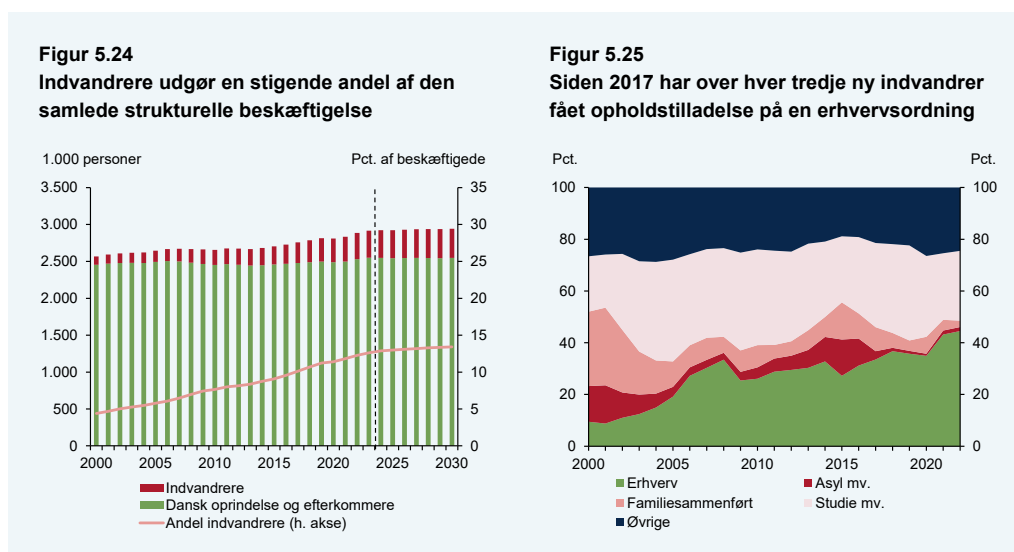 Figur 5.24
Indvandrere udgør en stigende andel af den
samlede strukturelle beskæftigelse
1.000 personer
Pct. af beskæftigede
3.500
3.000
2.500
2.000
1.500
1.000
500
0
35
30
25
20
15
10
5
0
2000
2005
2010
2015
2020
2025
2030
Indvandrere
Dansk oprindelse og efterkommere
Andel indvandrere (h. akse)
Figur 5.25
Siden 2017 har over hver tredje ny indvandrer
fået opholdstilladelse på en erhvervsordning
Pct.
Pct.
100
80
60
40
20
0
100
80
60
40
20
0
2000
2005
2010
2015
2020
Erhverv
Asyl mv.
Familiesammenført
Studie mv.
Øvrige